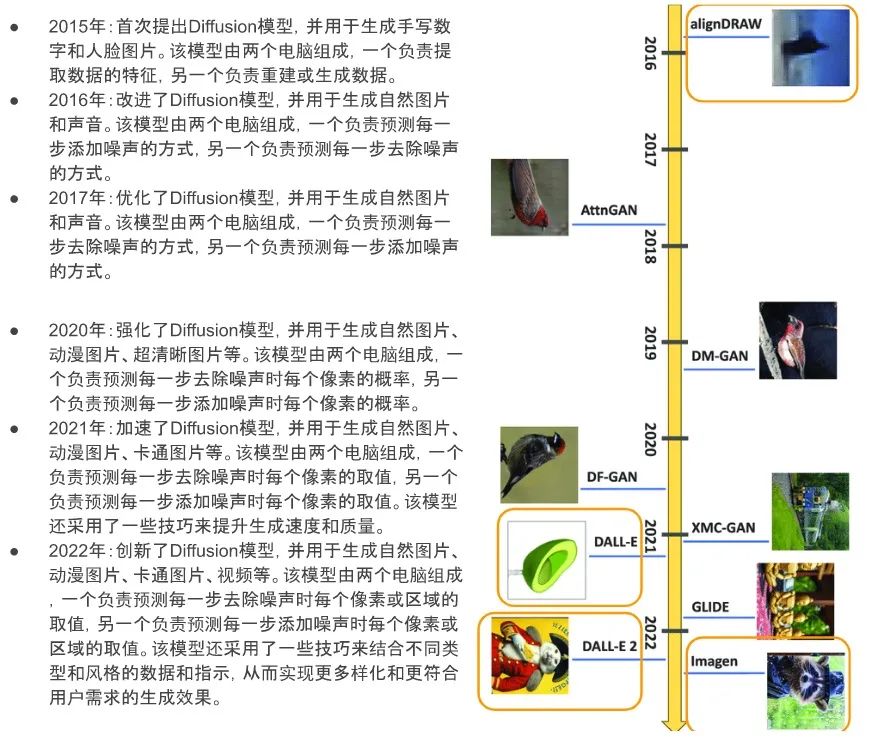 ● 2015年：首次提出Diffusion模型，并用于生成手写数
字和人脸图片。该模型由两个电脑组成，一个负责提
取数据的特征，另一个负责重建或生成数据。
● 2016年：改进了Diffusion模型，并用于生成自然图片
和声音。该模型由两个电脑组成，一个负责预测每一
步添加噪声的方式，另一个负责预测每一步去除噪声
的方式。
● 2017年：优化了Diffusion模型，并用于生成自然图片
和声音。该模型由两个电脑组成，一个负责预测每一
步去除噪声的方式，另一个负责预测每一步添加噪声
的方式。
● 2020年：强化了Diffusion模型，并用于生成自然图片、
动漫图片、超清晰图片等。该模型由两个电脑组成，一
个负责预测每一步去除噪声时每个像素的概率，另一
个负责预测每一步添加噪声时每个像素的概率。
● 2021年：加速了Diffusion模型，并用于生成自然图片、
动漫图片、卡通图片等。该模型由两个电脑组成，一个
负责预测每一步去除噪声时每个像素的取值，另一个
负责预测每一步添加噪声时每个像素的取值。该模型
还采用了一些技巧来提升生成速度和质量。
● 2022年：创新了Diffusion模型，并用于生成自然图片、
动漫图片、卡通图片、视频等。该模型由两个电脑组成
，一个负责预测每一步去除噪声时每个像素或区域的
取值，另一个负责预测每一步添加噪声时每个像素或
区域的取值。该模型还采用了一些技巧来结合不同类
型和风格的数据和指示，从而实现更多样化和更符合
用户需求的生成效果。
alignDRAW
2016
2017
AttnGAN
2018
2019
DM-GAN
2020
DF-GAN
XMC-GAN
2021
DALL-E
GLIDE
2022
DALL-E 2
Imagen